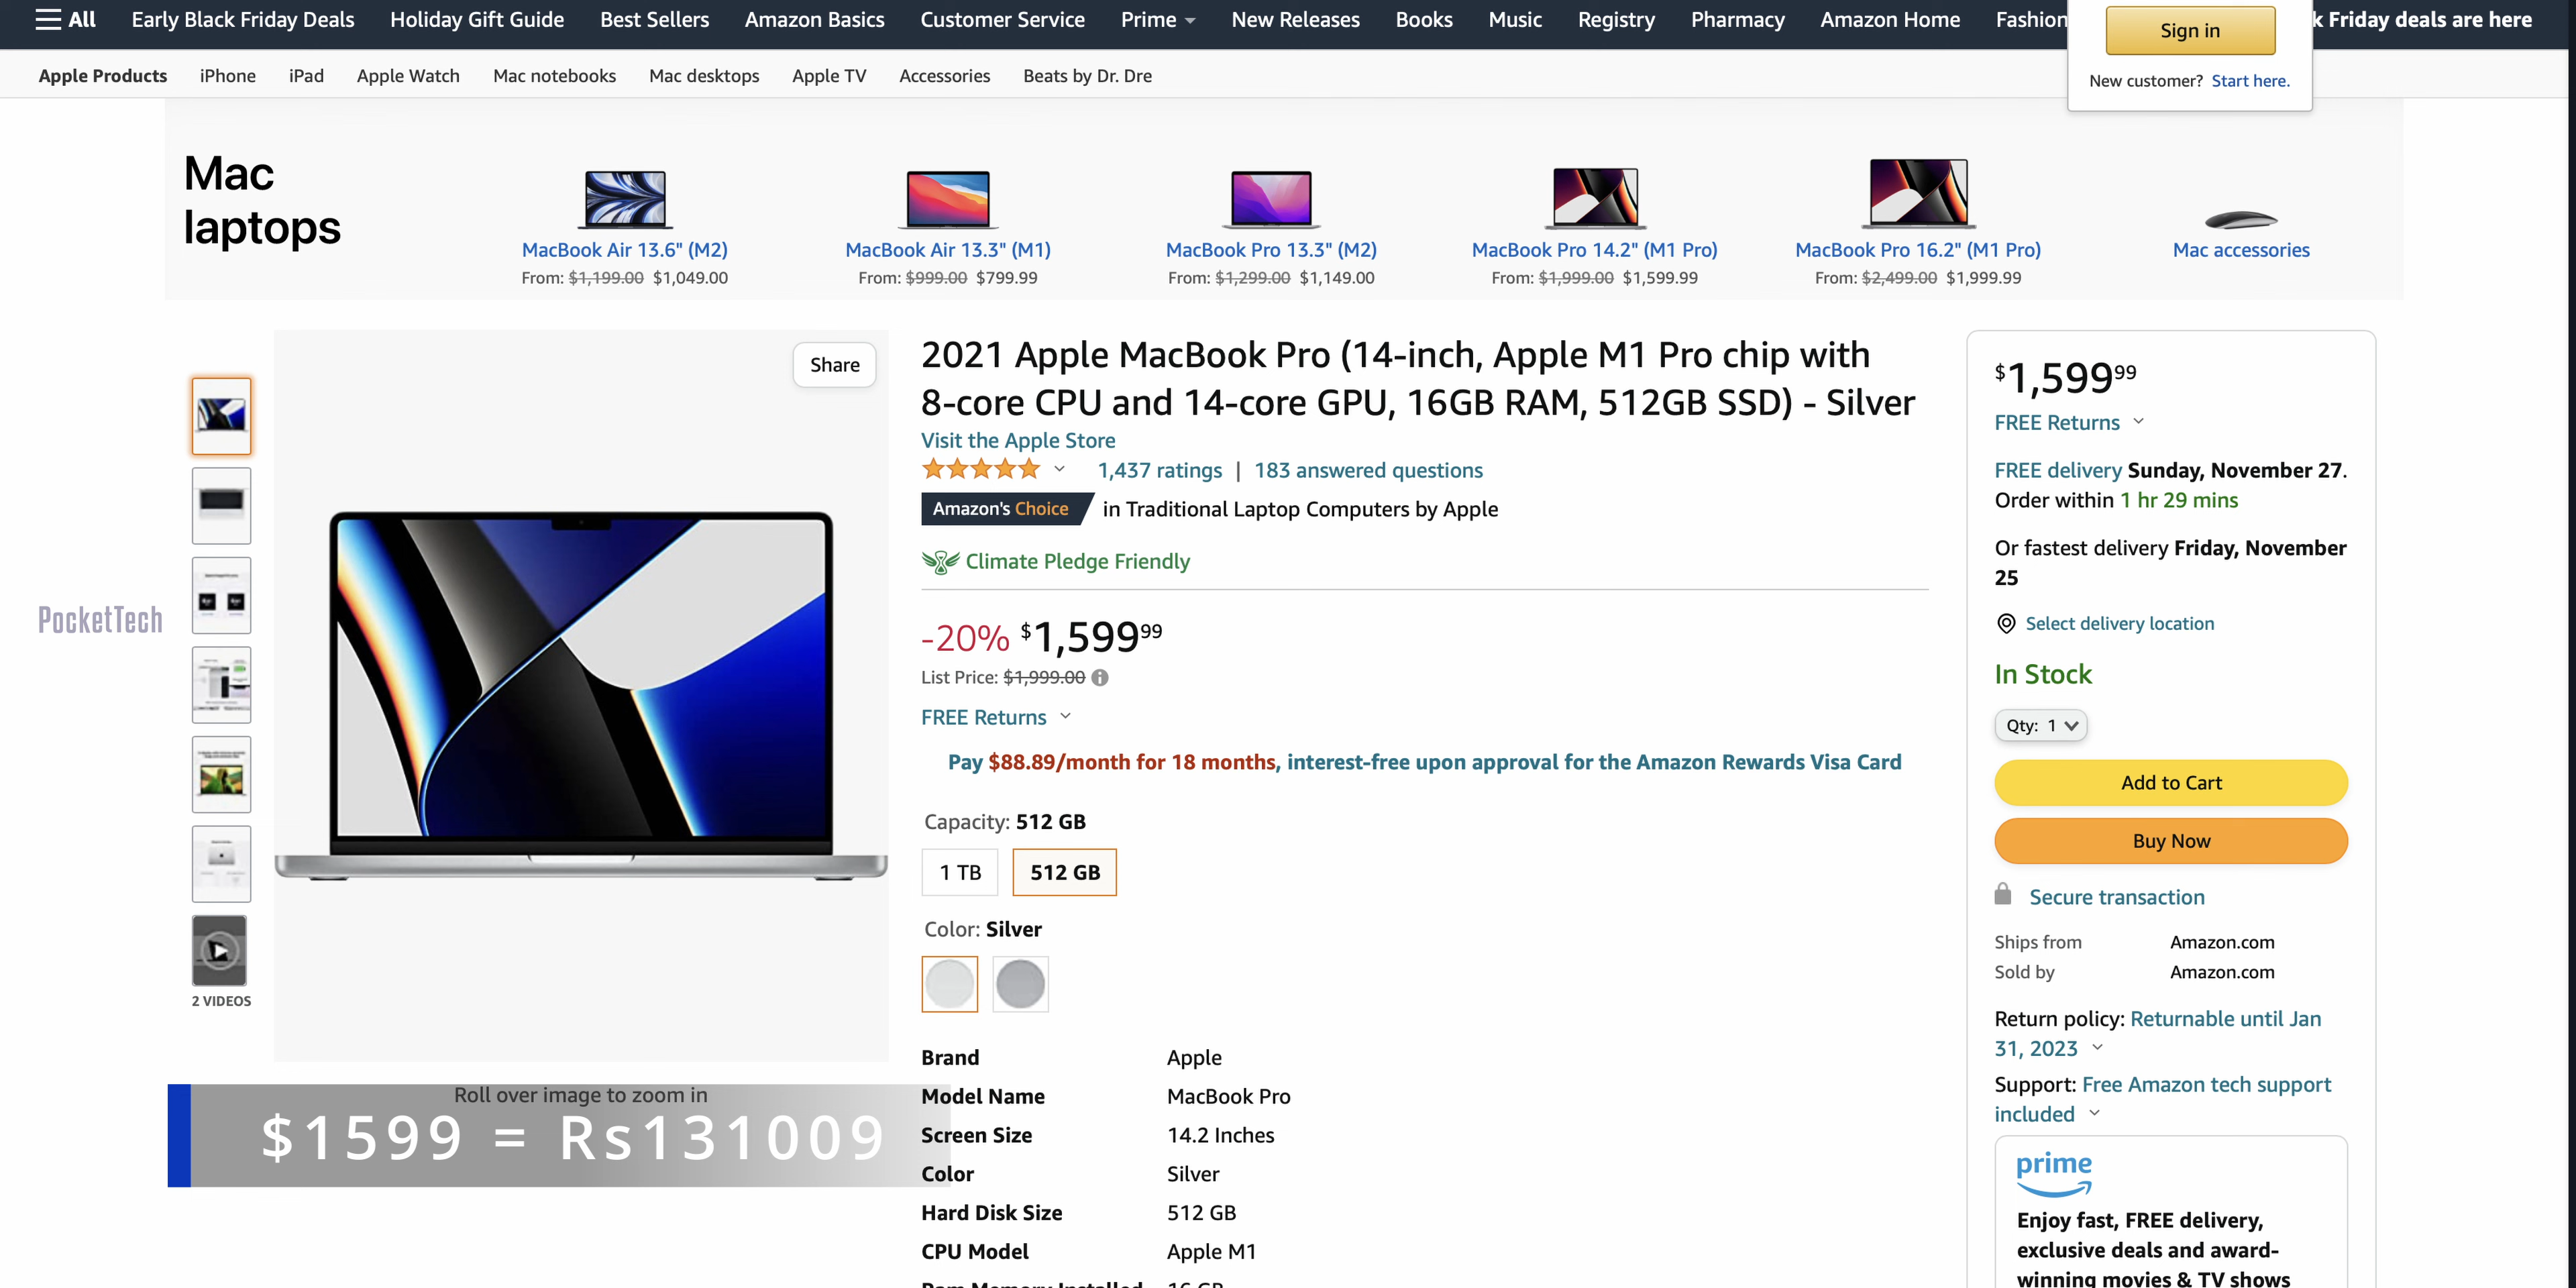 All Early Black Friday Deals Holiday Gift Guide Best Sellers Amazon Basics Customer Service Prime New Releases Books Music Registry Pharmacy Amazon Home Fashion k Friday deals are here
Sign in
New customer? Start here.
Apple Products iPhone iPad Apple Watch Mac notebooks Mac desktops Apple TV Accessories Beats by Dr. Dre
Mac
laptops
MacBook Air 13.6" (M2)
From: $1,199.00 $1,049.00
MacBook Air 13.3" (M1)
From: $999.00 $799.99
MacBook Pro 13.3" (M2)
From: $1,299.00 $1,149.00
MacBook Pro 14.2" (M1 Pro)
From: $1,999.00 $1,599.99
MacBook Pro 16.2" (M1 Pro)
From: $2,499.00 $1,999.99
Mac accessories
PocketTech
2 VIDEOS
Share
Roll over image to zoom in
$1599 = Rs131009
2021 Apple MacBook Pro (14-inch, Apple M1 Pro chip with
8-core CPU and 14-core GPU, 16GB RAM, 512GB SSD) - Silver
Visit the Apple Store
1,437 ratings | 183 answered questions
Amazon's Choice in Traditional Laptop Computers by Apple
Climate Pledge Friendly
-20% $1,599 99
List Price: $1,999.00
FREE Returns
Pay $88.89/month for 18 months, interest-free upon approval for the Amazon Rewards Visa Card
Capacity: 512 GB
1 TB 512 GB
Color: Silver
Brand Apple
Model Name MacBook Pro
Screen Size 14.2 Inches
Color Silver
Hard Disk Size 512 GB
CPU Model Apple M1
Ram Memory Installed 16 GB
$1,599 99
FREE Returns
FREE delivery Sunday, November 27.
Order within 1 hr 29 mins
Or fastest delivery Friday, November
25
Select delivery location
In Stock
Qty: 1
Add to Cart
Buy Now
Secure transaction
Ships from Amazon.com
Sold by Amazon.com
Return policy: Returnable until Jan
31, 2023
Support: Free Amazon tech support
included
prime
Enjoy fast, FREE delivery,
exclusive deals and award-
winning movies & TV shows